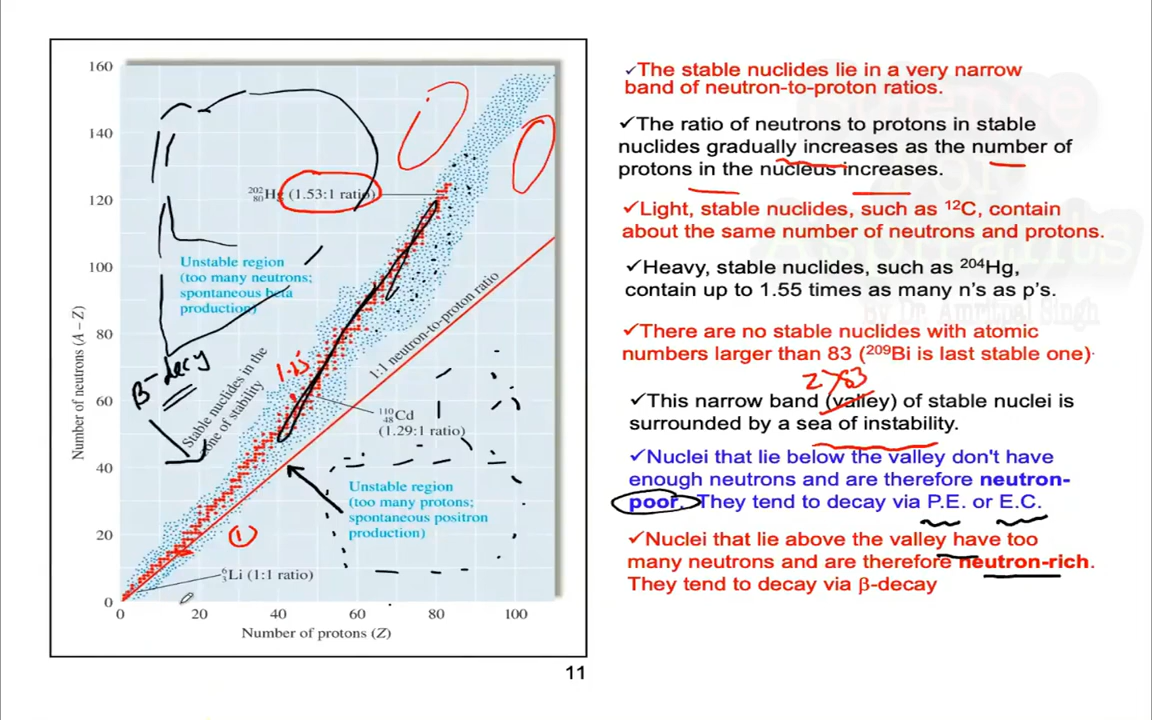 160
140
120
100
80
60
40
20
0
0 20 40 60 80 100
Number of neutrons (A – Z)
Number of protons (Z)
202
80Hg (1.53:1 ratio)
Unstable region
(too many neutrons;
spontaneous beta
production)
β-decy
Stable nuclides in the
zone of stability
1.25
1:1 neutron-to-proton ratio
110
48Cd
(1.29:1 ratio)
Unstable region
(too many protons;
spontaneous positron
production)
1
6
3Li (1:1 ratio)
✓The stable nuclides lie in a very narrow
band of neutron-to-proton ratios.
✓The ratio of neutrons to protons in stable
nuclides gradually increases as the number of
protons in the nucleus increases.
✓Light, stable nuclides, such as ¹²C, contain
about the same number of neutrons and protons.
✓Heavy, stable nuclides, such as ²⁰⁴Hg,
contain up to 1.55 times as many n's as p's.
✓There are no stable nuclides with atomic
numbers larger than 83 (²⁰⁹Bi is last stable one)·
Z>83
✓This narrow band (valley) of stable nuclei is
surrounded by a sea of instability.
✓Nuclei that lie below the valley don't have
enough neutrons and are therefore neutron-
poor. They tend to decay via P.E. or E.C.
✓Nuclei that lie above the valley have too
many neutrons and are therefore neutron-rich.
They tend to decay via β-decay
Science
for
Aspirants
By Dr. Amritpal Singh
11